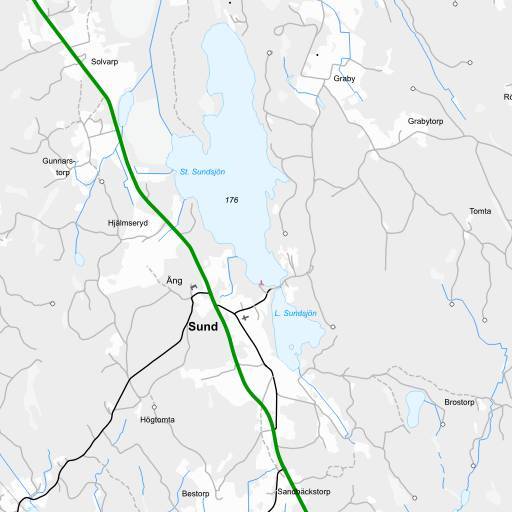 Solvarp
Graby
Grabytorp
Gunnars-
torp
St. Sundsjön
176
Tomta
Hjälmseryd
Äng
L. Sundsjön
Sund
Brostorp
Högtomta
Bestorp
Sandbäckstorp